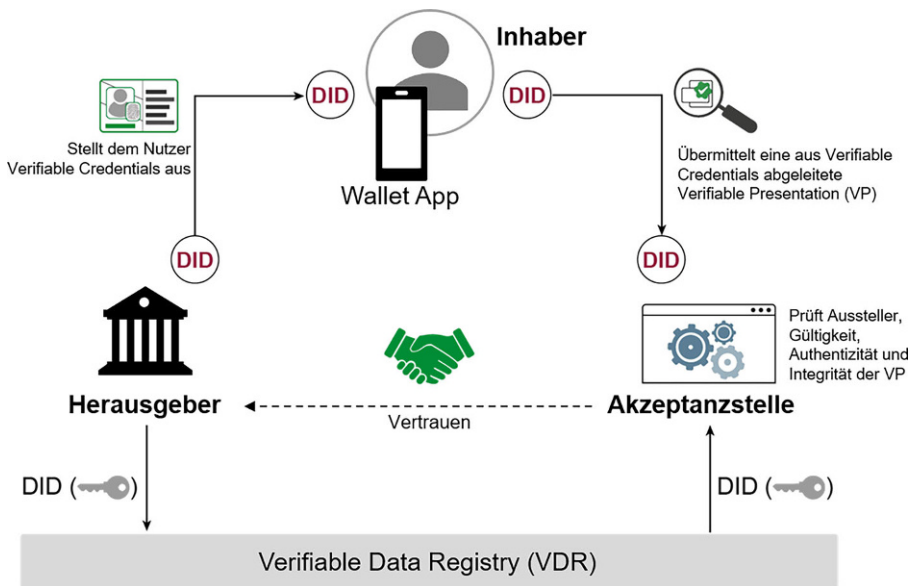 Inhaber
DID
DID
Stellt dem Nutzer
Verifiable Credentials aus
Übermittelt eine aus Verifiable
Credentials abgeleitete
Verifiable Presentation (VP)
Wallet App
DID
DID
Prüft Aussteller,
Gültigkeit,
Authentizität und
Integrität der VP
Herausgeber
Vertrauen
Akzeptanzstelle
DID ( )
DID ( )
Verifiable Data Registry (VDR)